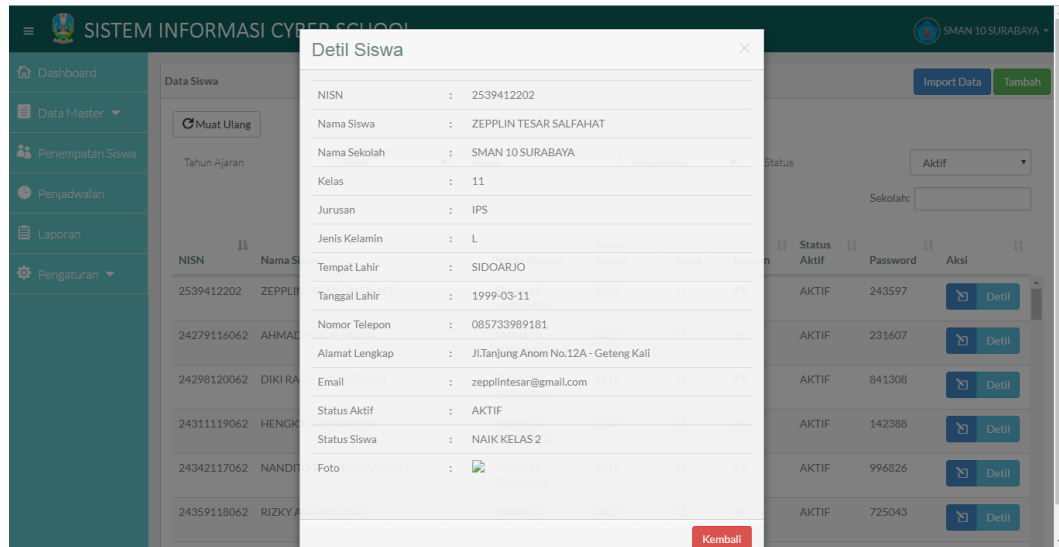 SISTEM INFORMASI CYBER SCHOOL
SMAN 10 SURABAYA
Dashboard
Data Master
Penempatan Siswa
Penjadwalan
Laporan
Pengaturan
Data Siswa
Import Data
Tambah
Muat Ulang
Tahun Ajaran
Status
Aktif
Sekolah:
NISN
Status Aktif
Password
Aksi
2539412202 AKTIF 243597 Detil
24279116062 AKTIF 231607 Detil
24298120062 AKTIF 841308 Detil
24311119062 AKTIF 142388 Detil
24342117062 AKTIF 996826 Detil
24359118062 AKTIF 725043 Detil
Detil Siswa
NISN : 2539412202
Nama Siswa : ZEPPLIN TESAR SALFAHAT
Nama Sekolah : SMAN 10 SURABAYA
Kelas : 11
Jurusan : IPS
Jenis Kelamin : L
Tempat Lahir : SIDOARJO
Tanggal Lahir : 1999-03-11
Nomor Telepon : 085733989181
Alamat Lengkap : Jl.Tanjung Anom No.12A - Geteng Kali
Email : zepplintesar@gmail.com
Status Aktif : AKTIF
Status Siswa : NAIK KELAS 2
Foto :
Kembali